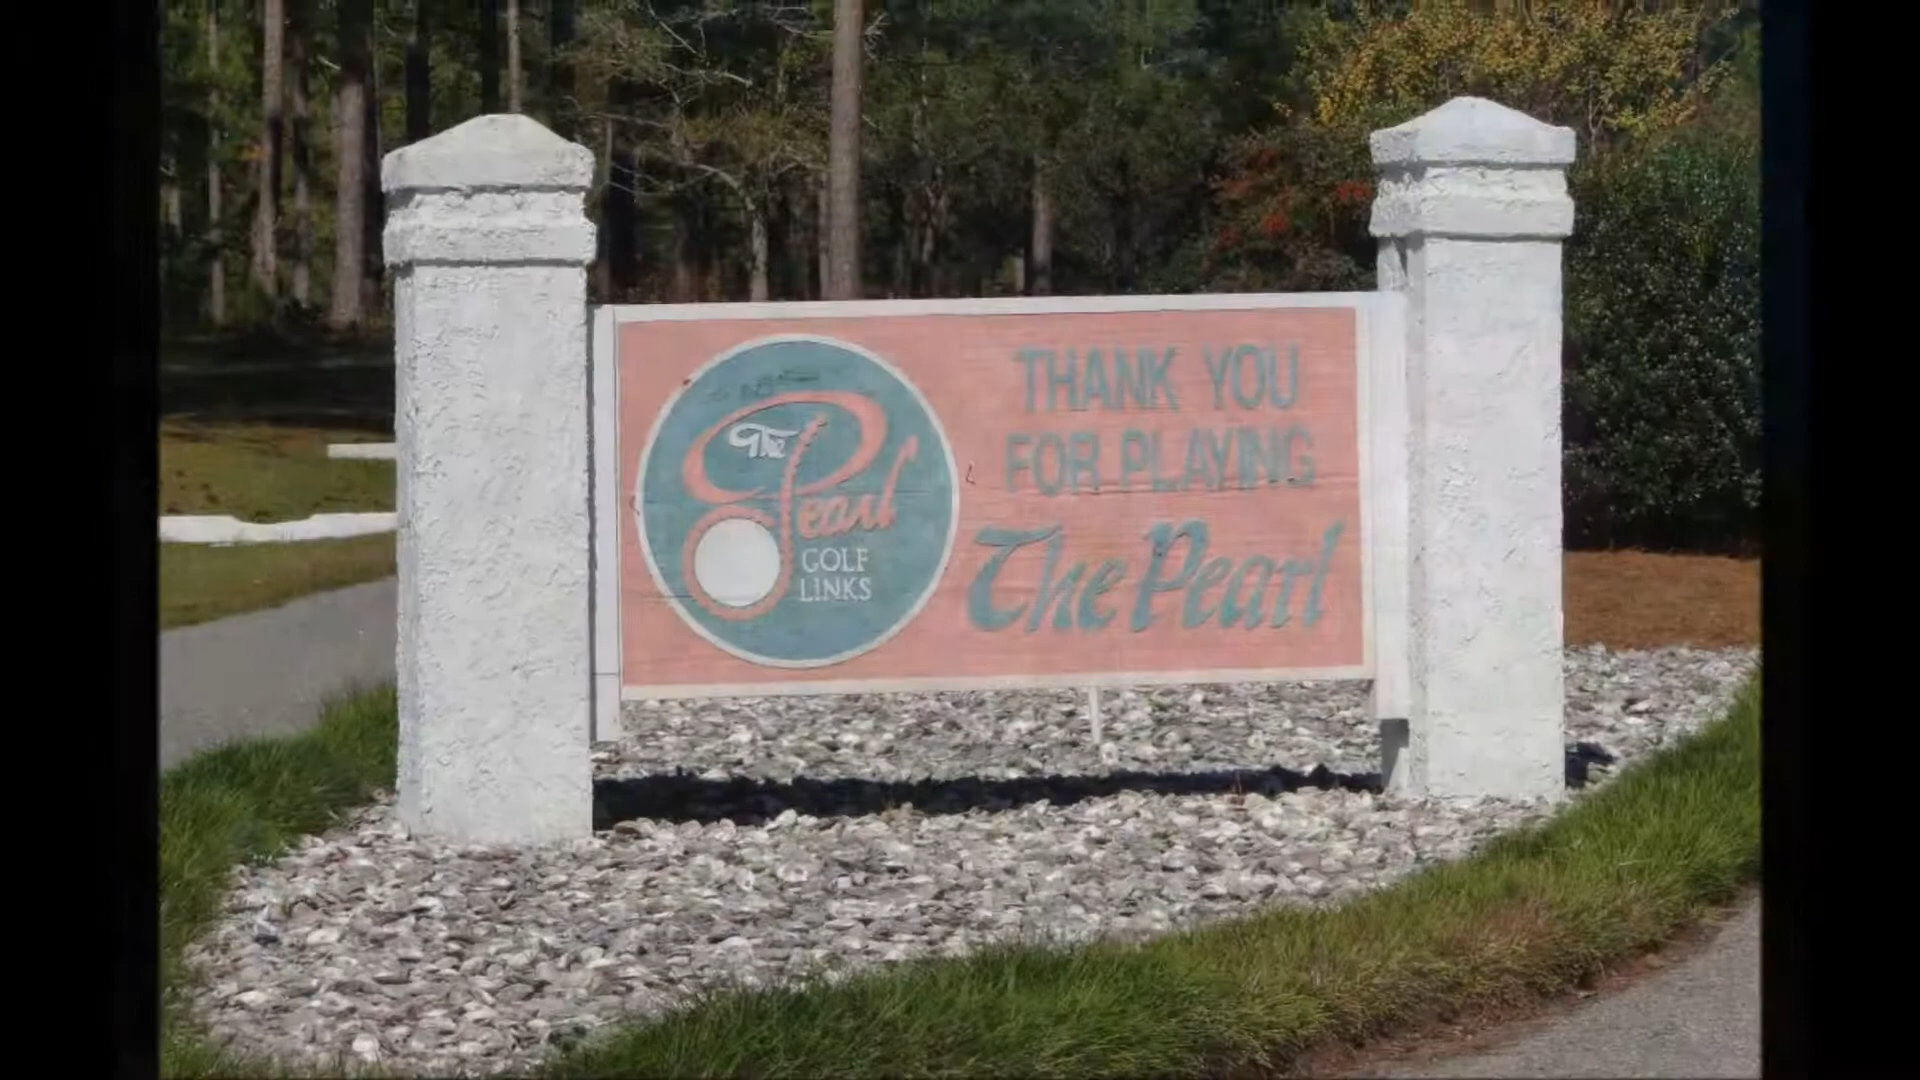 The
Pearl
GOLF
LINKS
THANK YOU
FOR PLAYING
The Pearl